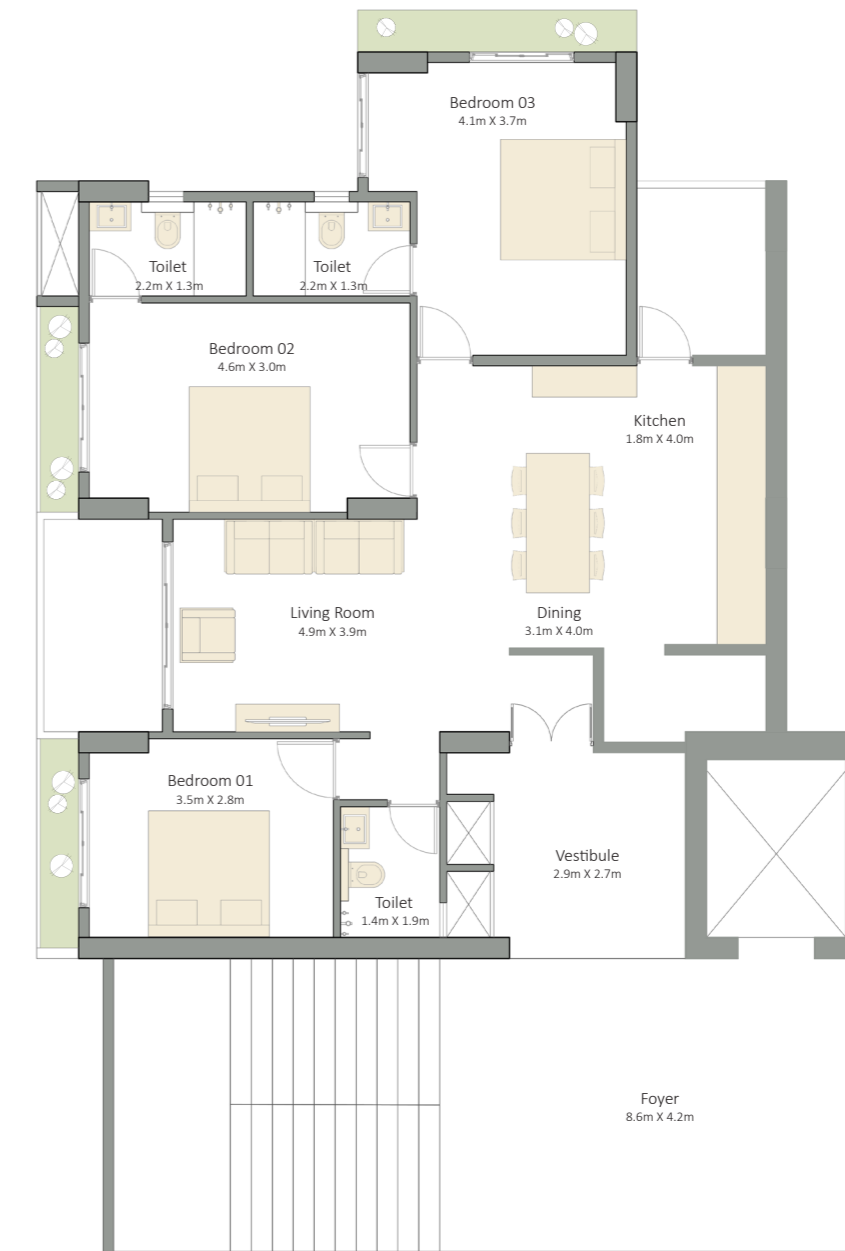 Bedroom 03
4.1m X 3.7m
Toilet
2.2m X 1.3m
Toilet
2.2m X 1.3m
Bedroom 02
4.6m X 3.0m
Kitchen
1.8m X 4.0m
Living Room
4.9m X 3.9m
Dining
3.1m X 4.0m
Bedroom 01
3.5m X 2.8m
Vestibule
2.9m X 2.7m
Toilet
1.4m X 1.9m
Foyer
8.6m X 4.2m